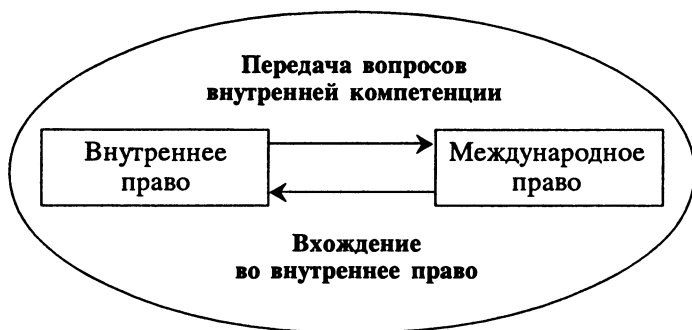 Передача вопросов
внутренней компетенции
Внутреннее
право
Международное
право
Вхождение
во внутреннее право